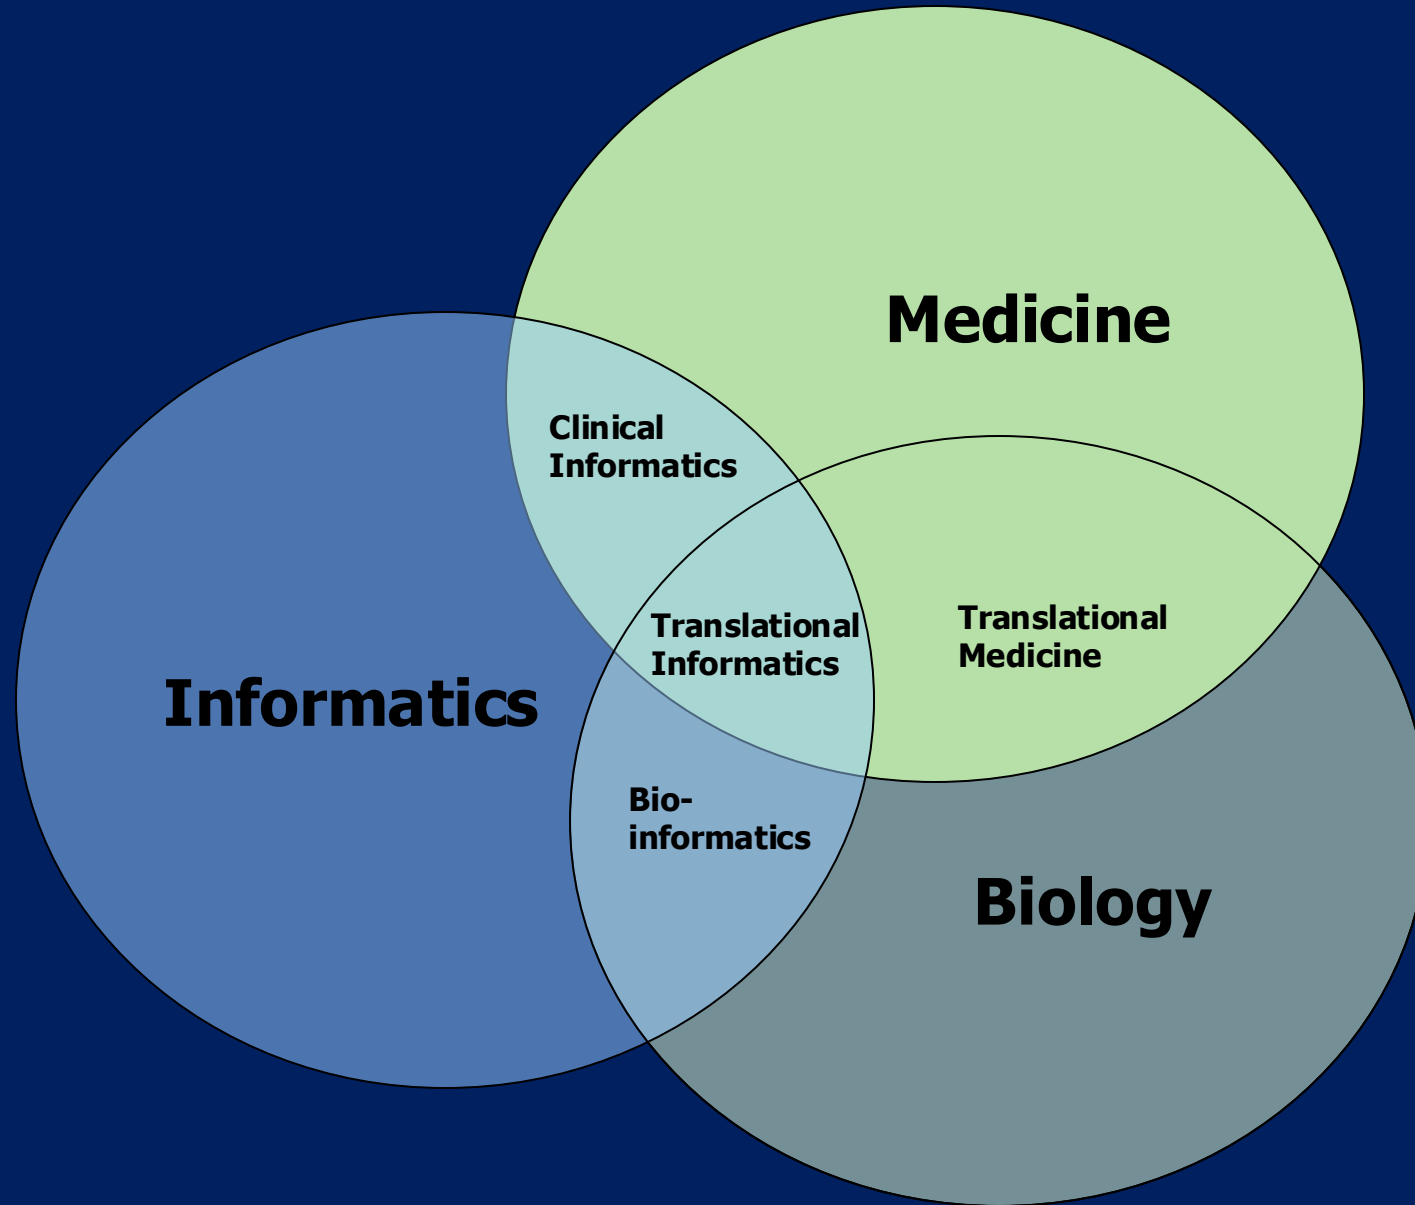 Medicine
Clinical
Informatics
Translational
Informatics
Translational
Medicine
Informatics
Bio-
informatics
Biology